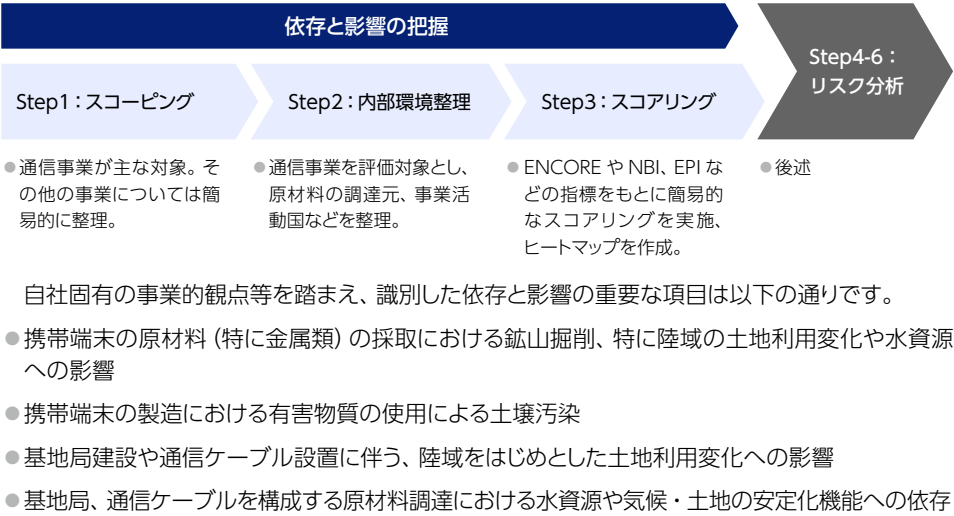 依存と影響の把握
Step4-6：
リスク分析
Step1：スコーピング
Step2：内部環境整理
Step3：スコアリング
●通信事業が主な対象。そ
の他の事業については簡
易的に整理。
●通信事業を評価対象とし、
原材料の調達元、事業活
動国などを整理。
●ENCORE や NBI、EPI な
どの指標をもとに簡易的
なスコアリングを実施、
ヒートマップを作成。
●後述
自社固有の事業的観点等を踏まえ、識別した依存と影響の重要な項目は以下の通りです。
●携帯端末の原材料（特に金属類）の採取における鉱山掘削、特に陸域の土地利用変化や水資源
への影響
●携帯端末の製造における有害物質の使用による土壌汚染
●基地局建設や通信ケーブル設置に伴う、陸域をはじめとした土地利用変化への影響
●基地局、通信ケーブルを構成する原材料調達における水資源や気候・土地の安定化機能への依存